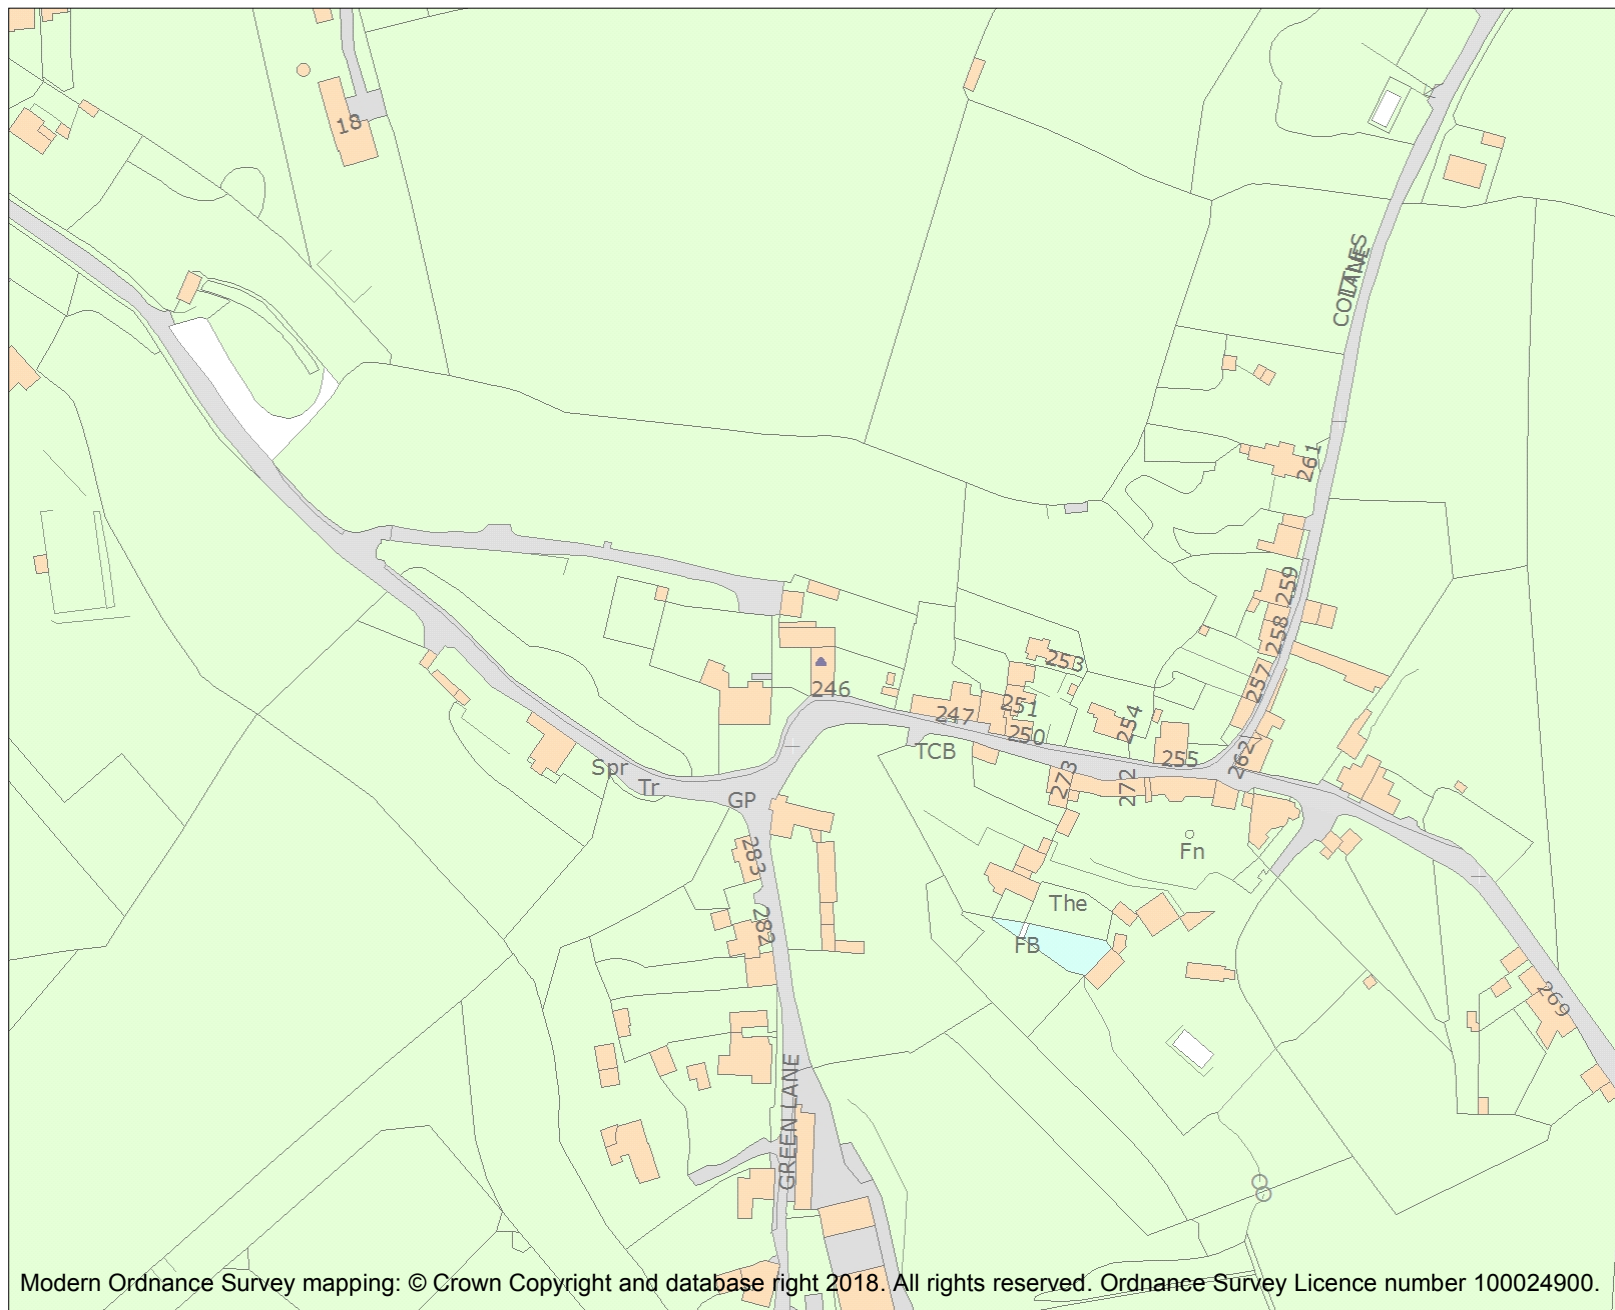 18
COTTLES
LANE
261
259
258
257
253
246
251
247
254
250
TCB
255
262
Spr
Tr
273
272
GP
283
Fn
The
282
FB
269
GREEN LANE
Modern Ordnance Survey mapping: © Crown Copyright and database right 2018. All rights reserved. Ordnance Survey Licence number 100024900.